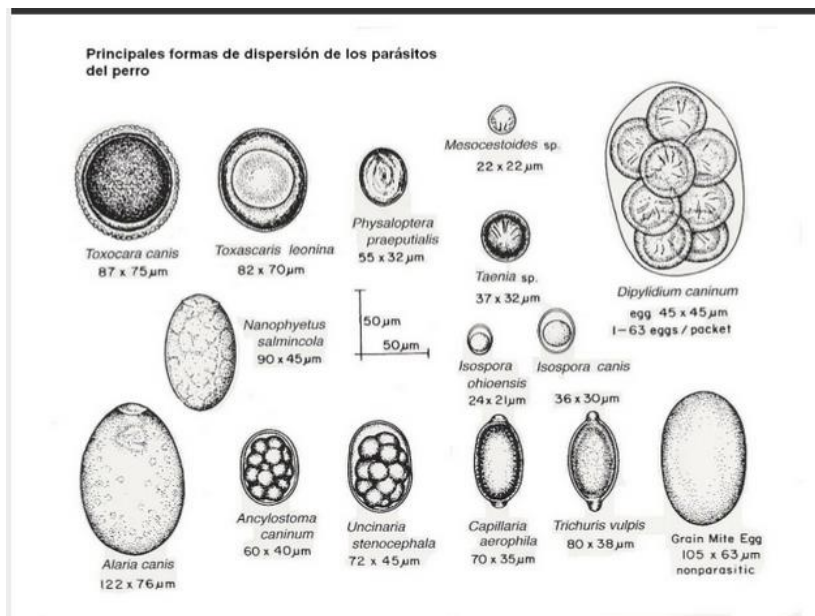 Principales formas de dispersión de los parásitos
del perro
Toxocara canis
87 x 75 µm
Toxascaris leonina
82 x 70 µm
Physaloptera
praeputialis
55 x 32 µm
Mesocestoides sp.
22 x 22 µm
Taenia sp.
37 x 32 µm
Dipylidium caninum
egg 45 x 45 µm
1-63 eggs / packet
Nanophyetus
salmincola
90 x 45 µm
50 µm
50 µm
Isospora
ohioensis
24 x 21 µm
Isospora canis
36 x 30 µm
Alaria canis
122 x 76 µm
Ancylostoma
caninum
60 x 40 µm
Uncinaria
stenocephala
72 x 45 µm
Capillaria
aerophila
70 x 35 µm
Trichuris vulpis
80 x 38 µm
Grain Mite Egg
105 x 63 µm
nonparasitic